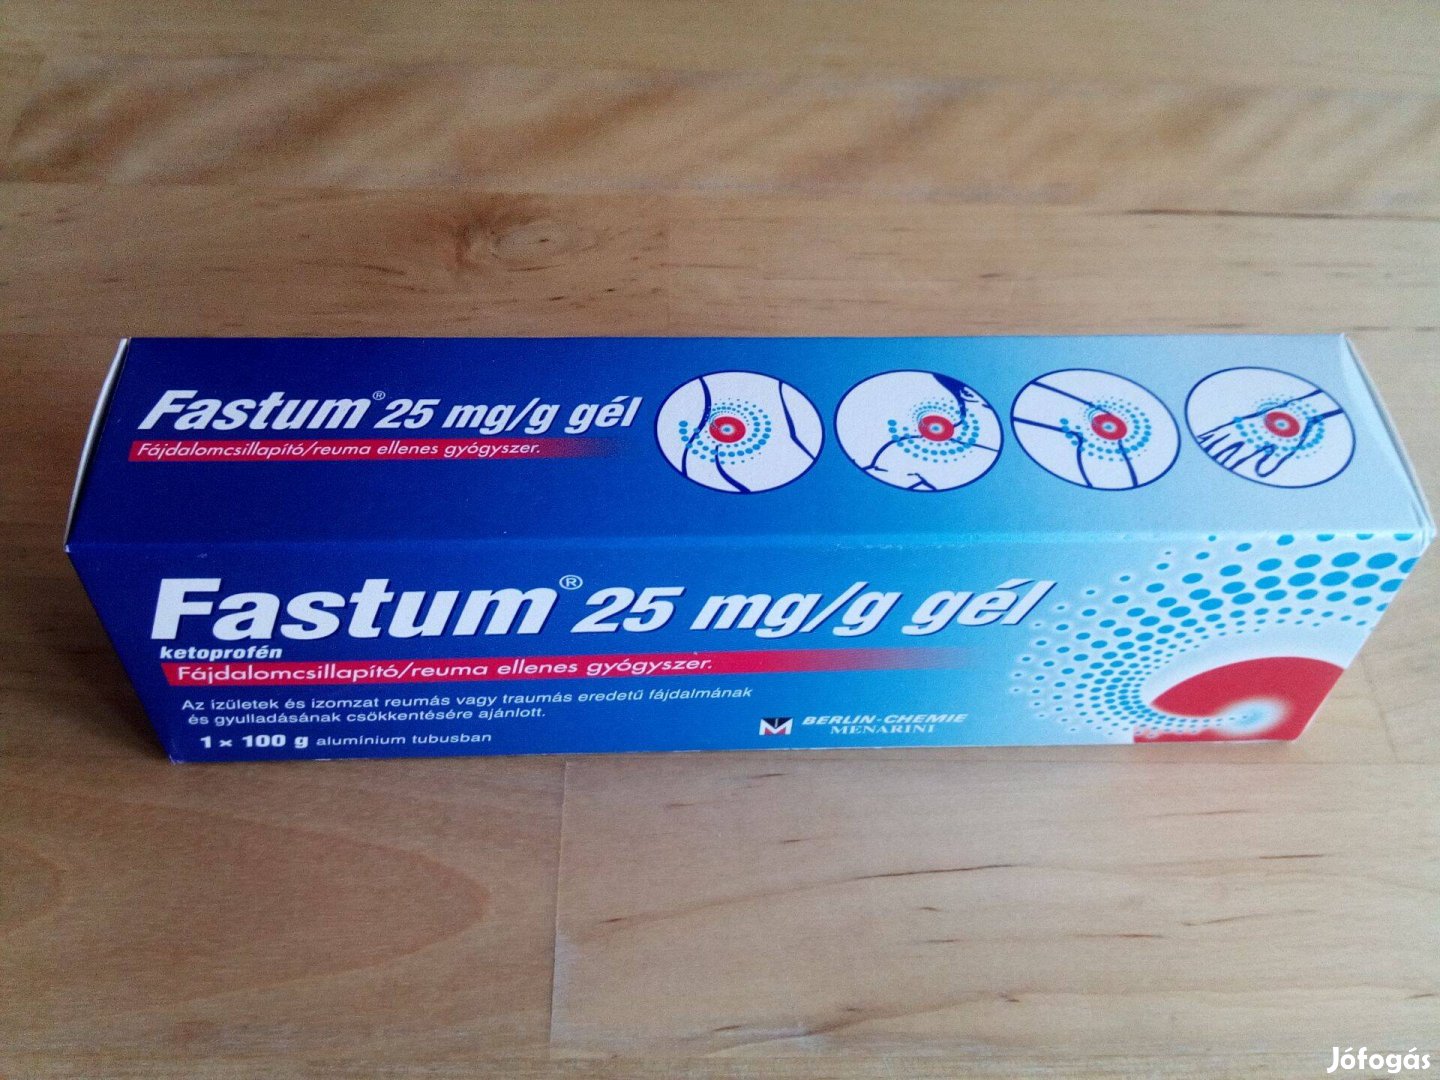 Fastum® 25 mg/g gél
Fájdalomcsillapító/reuma ellenes gyógyszer.
Fastum® 25 mg/g gél
ketoprofén
Fájdalomcsillapító/reuma ellenes gyógyszer.
Az izületek és izomzat reumás vagy traumás eredetű fájdalmának
és gyulladásának csökkentésére ajánlott.
1 x 100 g alumínium tubusban
BERLIN-CHEMIE
MENARINI
Jófogás